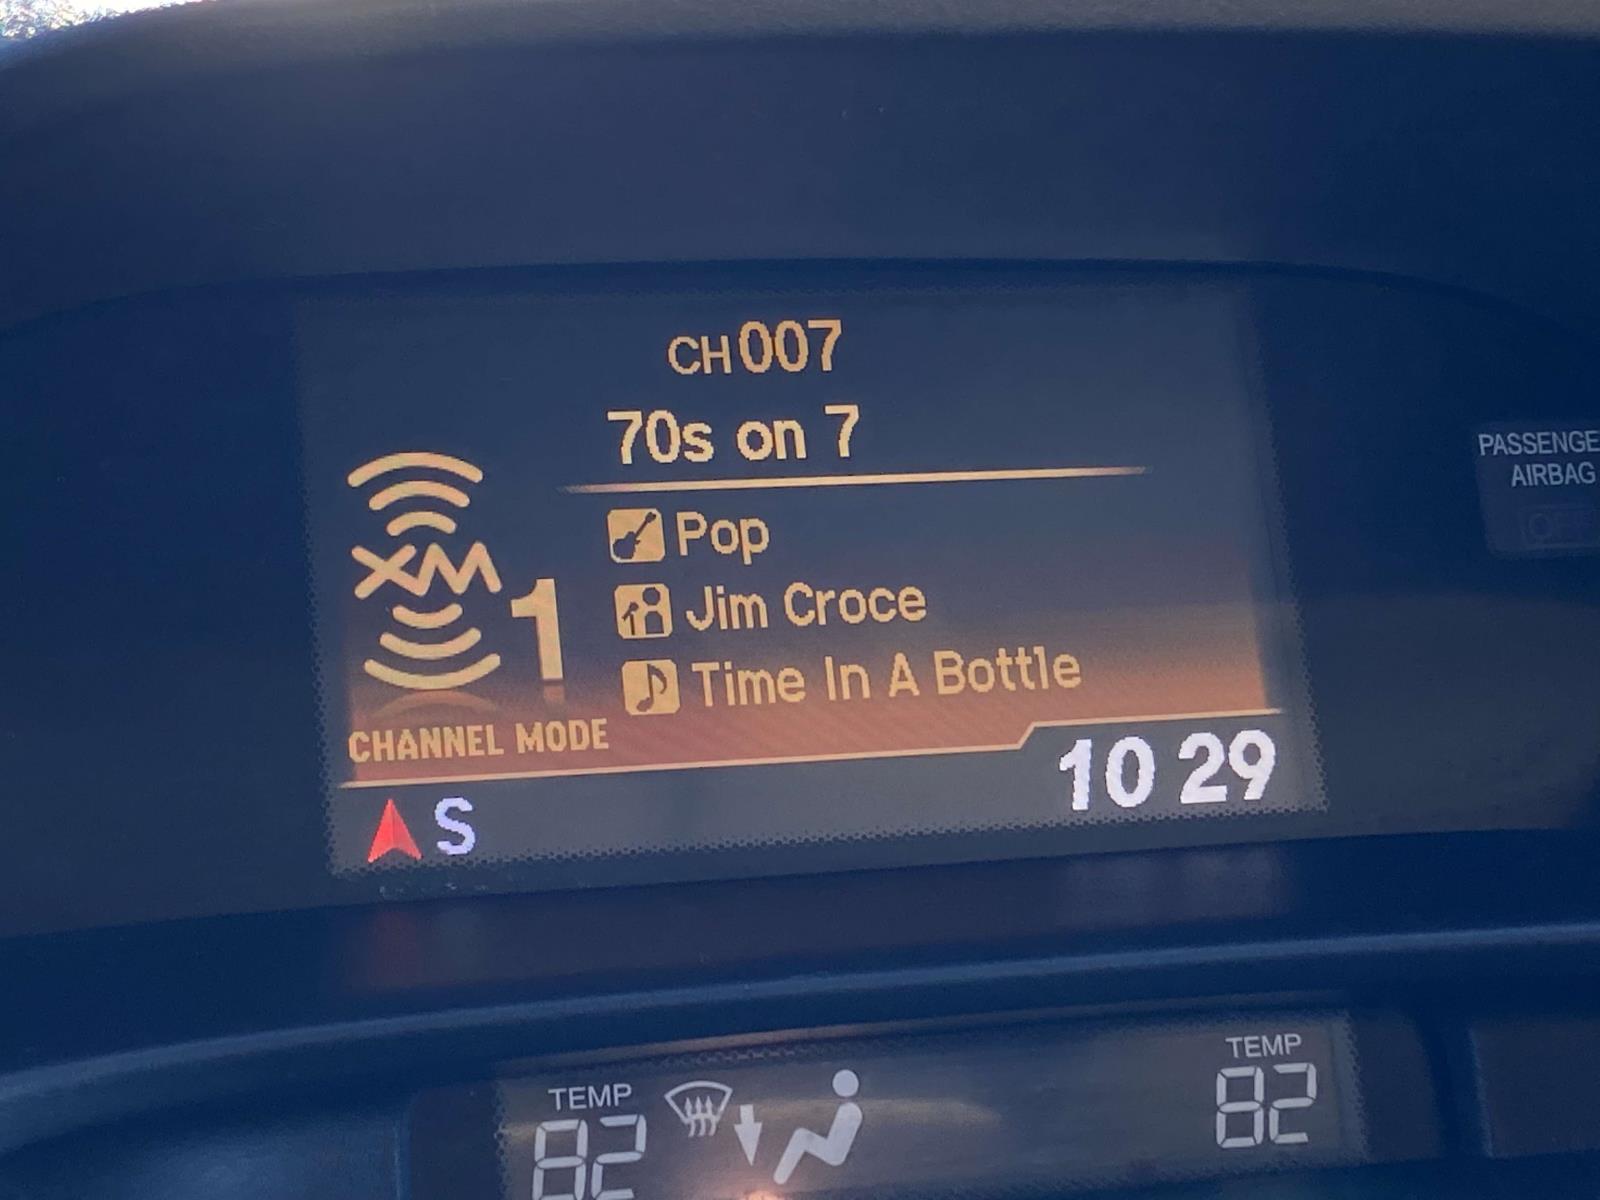 CH007
70s on 7
XM 1
Pop
Jim Croce
Time In A Bottle
CHANNEL MODE
S
10 29
PASSENGE
AIRBAG
OFF
TEMP
82
TEMP
82